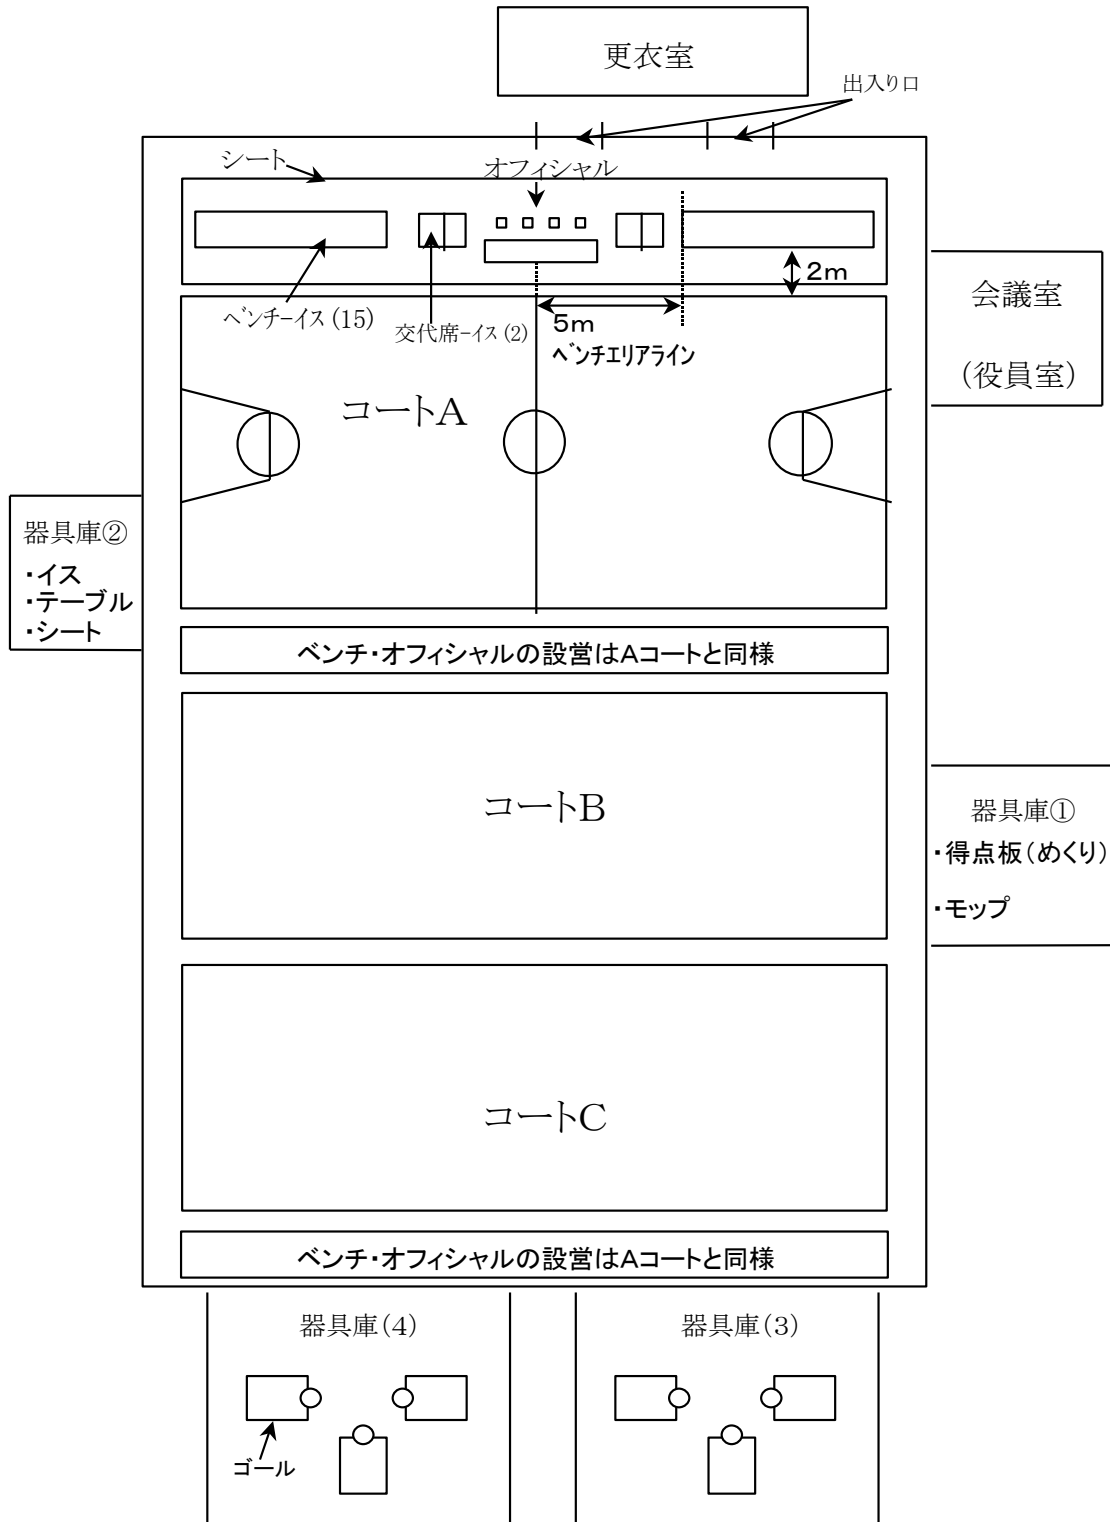 更衣室
出入り口
シート
オフィシャル
2m
ベンチｰイス(15)
交代席ｰイス(2)
5m
ベンチエリアライン
会議室
(役員室)
コートA
器具庫②
・イス
・テーブル
・シート
ベンチ・オフィシャルの設営はAコートと同様
コートB
器具庫①
・得点板(めくり)
・モップ
コートC
ベンチ・オフィシャルの設営はAコートと同様
器具庫(4)
器具庫(3)
ゴール